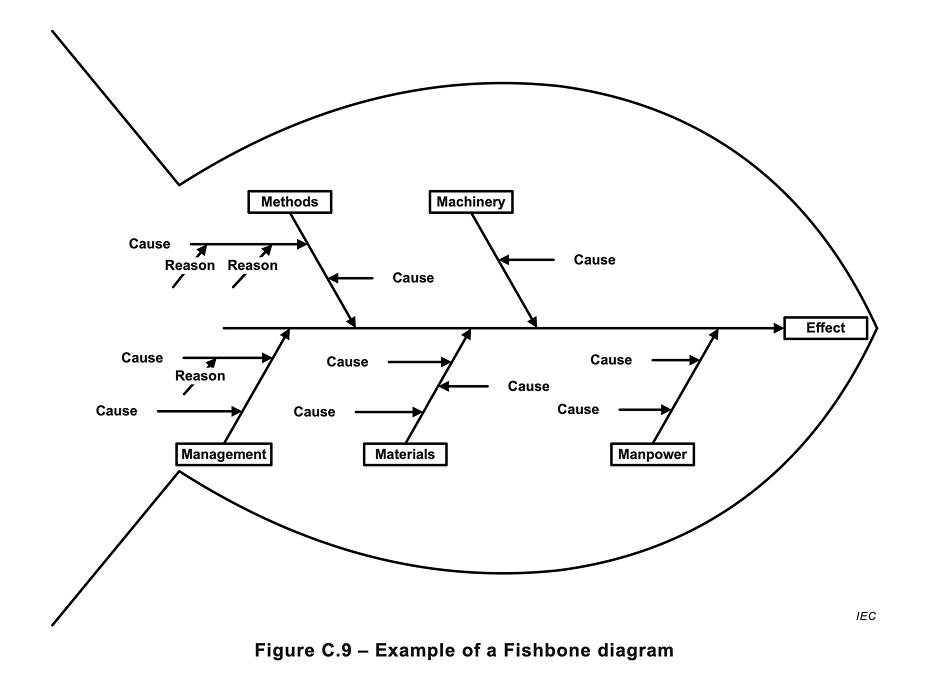 Methods
Machinery
Cause
Reason
Reason
Cause
Cause
Effect
Cause
Reason
Cause
Cause
Cause
Cause
Cause
Cause
Management
Materials
Manpower
IEC
Figure C.9 – Example of a Fishbone diagram